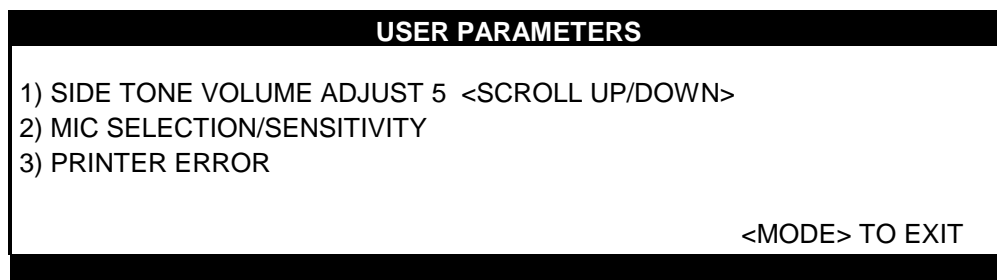 USER PARAMETERS
1) SIDE TONE VOLUME ADJUST 5 <SCROLL UP/DOWN>
2) MIC SELECTION/SENSITIVITY
3) PRINTER ERROR
<MODE> TO EXIT